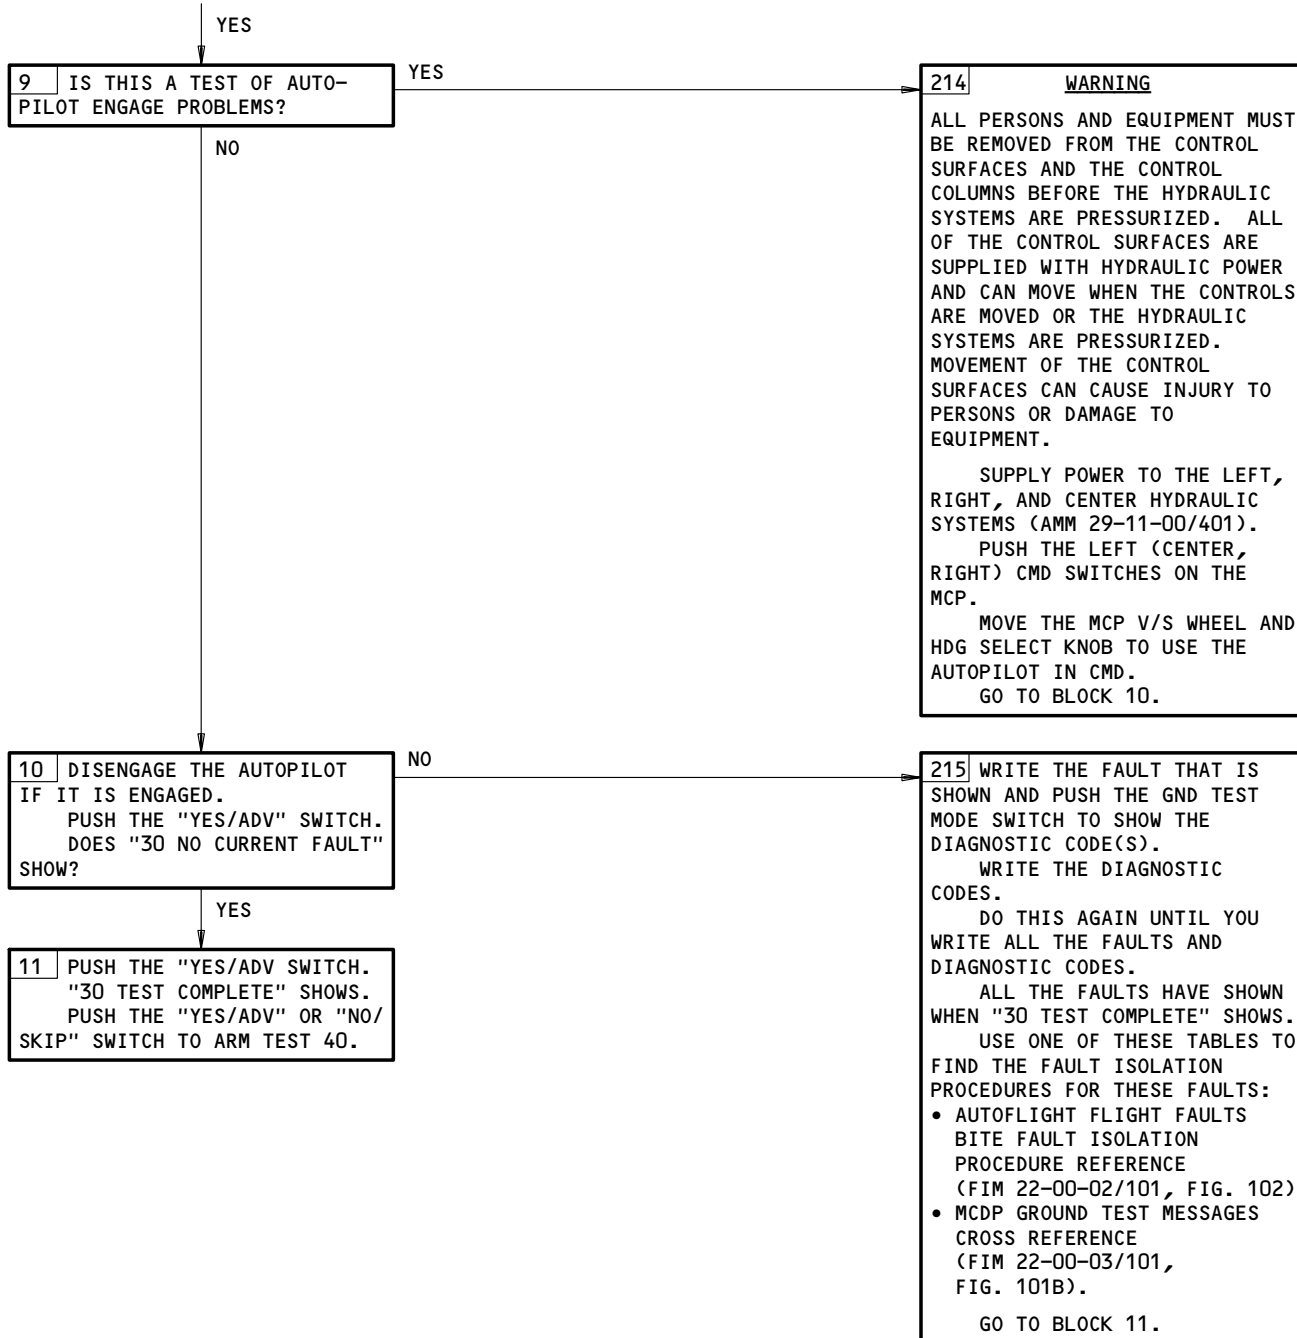 YES
9 IS THIS A TEST OF AUTO-
PILOT ENGAGE PROBLEMS?
YES
NO
214 WARNING
ALL PERSONS AND EQUIPMENT MUST
BE REMOVED FROM THE CONTROL
SURFACES AND THE CONTROL
COLUMNS BEFORE THE HYDRAULIC
SYSTEMS ARE PRESSURIZED. ALL
OF THE CONTROL SURFACES ARE
SUPPLIED WITH HYDRAULIC POWER
AND CAN MOVE WHEN THE CONTROLS
ARE MOVED OR THE HYDRAULIC
SYSTEMS ARE PRESSURIZED.
MOVEMENT OF THE CONTROL
SURFACES CAN CAUSE INJURY TO
PERSONS OR DAMAGE TO
EQUIPMENT.
SUPPLY POWER TO THE LEFT,
RIGHT, AND CENTER HYDRAULIC
SYSTEMS (AMM 29-11-00/401).
PUSH THE LEFT (CENTER,
RIGHT) CMD SWITCHES ON THE
MCP.
MOVE THE MCP V/S WHEEL AND
HDG SELECT KNOB TO USE THE
AUTOPILOT IN CMD.
GO TO BLOCK 10.
10 DISENGAGE THE AUTOPILOT
IF IT IS ENGAGED.
PUSH THE "YES/ADV" SWITCH.
DOES "30 NO CURRENT FAULT"
SHOW?
NO
YES
215 WRITE THE FAULT THAT IS
SHOWN AND PUSH THE GND TEST
MODE SWITCH TO SHOW THE
DIAGNOSTIC CODE(S).
WRITE THE DIAGNOSTIC
CODES.
DO THIS AGAIN UNTIL YOU
WRITE ALL THE FAULTS AND
DIAGNOSTIC CODES.
ALL THE FAULTS HAVE SHOWN
WHEN "30 TEST COMPLETE" SHOWS.
USE ONE OF THESE TABLES TO
FIND THE FAULT ISOLATION
PROCEDURES FOR THESE FAULTS:
• AUTOFLIGHT FLIGHT FAULTS
BITE FAULT ISOLATION
PROCEDURE REFERENCE
(FIM 22-00-02/101, FIG. 102)
• MCDP GROUND TEST MESSAGES
CROSS REFERENCE
(FIM 22-00-03/101,
FIG. 101B).
GO TO BLOCK 11.
11 PUSH THE "YES/ADV SWITCH.
"30 TEST COMPLETE" SHOWS.
PUSH THE "YES/ADV" OR "NO/
SKIP" SWITCH TO ARM TEST 40.